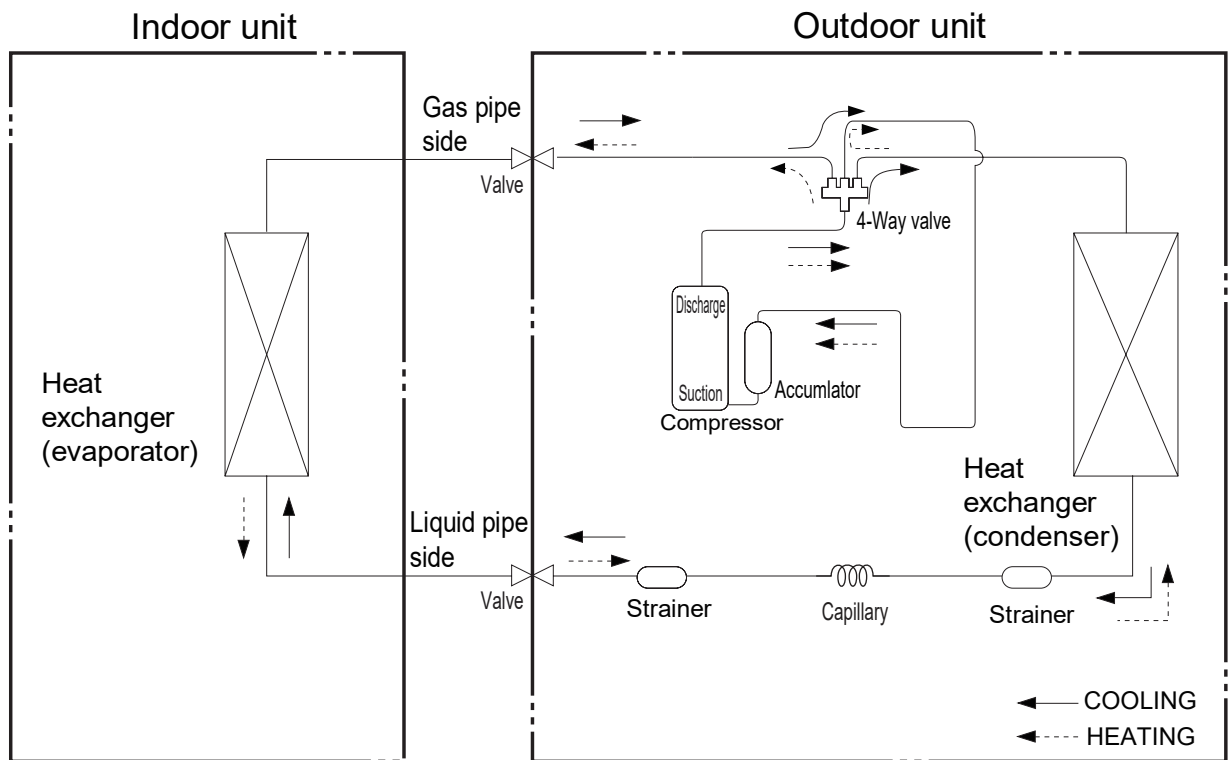 Indoor unit
Outdoor unit
Gas pipe
side
Valve
4-Way valve
Discharge
Suction
Accumlator
Compressor
Heat
exchanger
(evaporator)
Heat
exchanger
(condenser)
Liquid pipe
side
Valve
Strainer
Capillary
Strainer
COOLING
HEATING